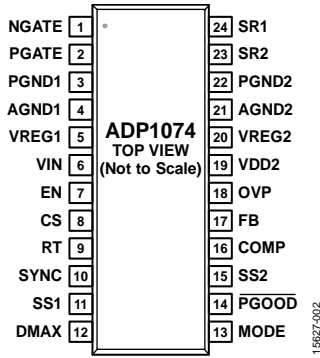 NGATE 1 24 SR1
PGATE 2 23 SR2
PGND1 3 22 PGND2
AGND1 4 21 AGND2
VREG1 5 ADP1074 20 VREG2
TOP VIEW
VIN 6 (Not to Scale) 19 VDD2
EN 7 18 OVP
CS 8 17 FB
RT 9 16 COMP
SYNC 10 15 SS2
SS1 11 14 PGOOD
DMAX 12 13 MODE
15627-002